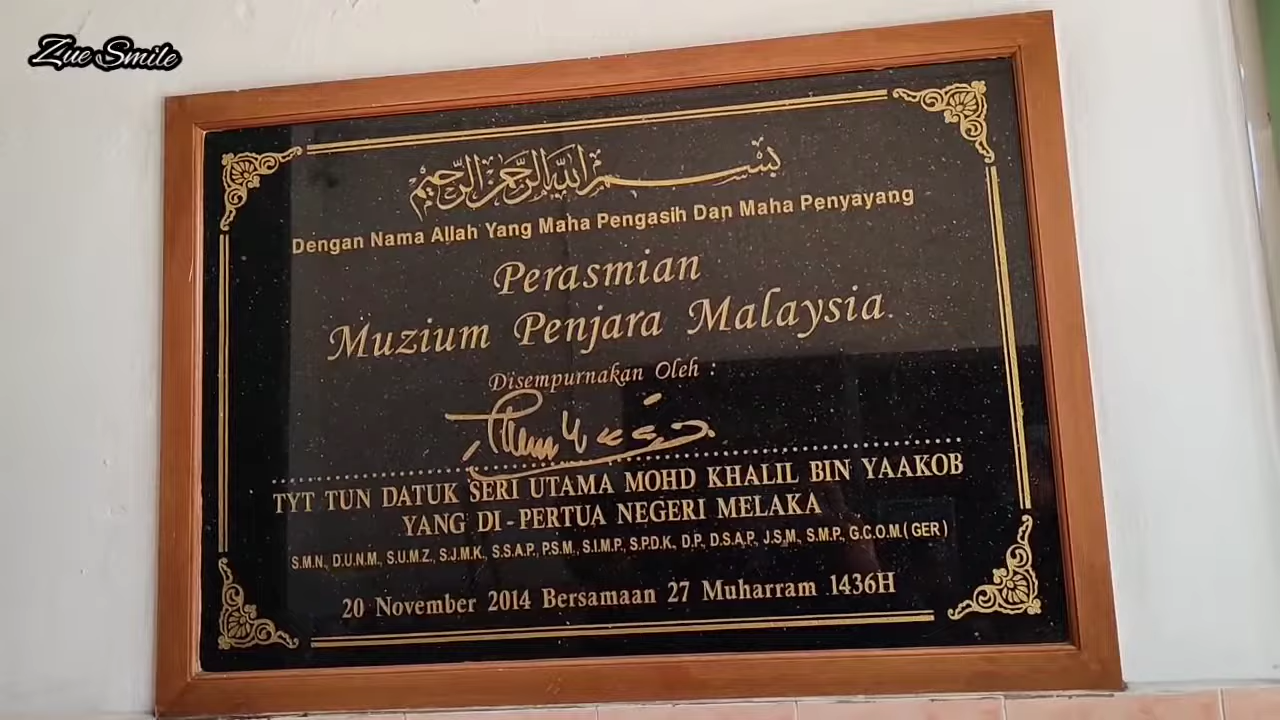 Zue Smile
بسم الله الرحمن الرحيم
Dengan Nama Allah Yang Maha Pengasih Dan Maha Penyayang
Perasmian
Muzium Penjara Malaysia
Disempurnakan Oleh :
TYT TUN DATUK SERI UTAMA MOHD KHALIL BIN YAAKOB
YANG DI-PERTUA NEGERI MELAKA
S.M.N., D.U.N.M., S.U.M.Z., S.J.M.K., S.S.A.P., P.S.M., S.I.M.P., S.P.D.K., D.P., D.S.A.P., J.S.M., S.M.P., G.C.O.M. ( GER )
20 November 2014 Bersamaan 27 Muharram 1436H